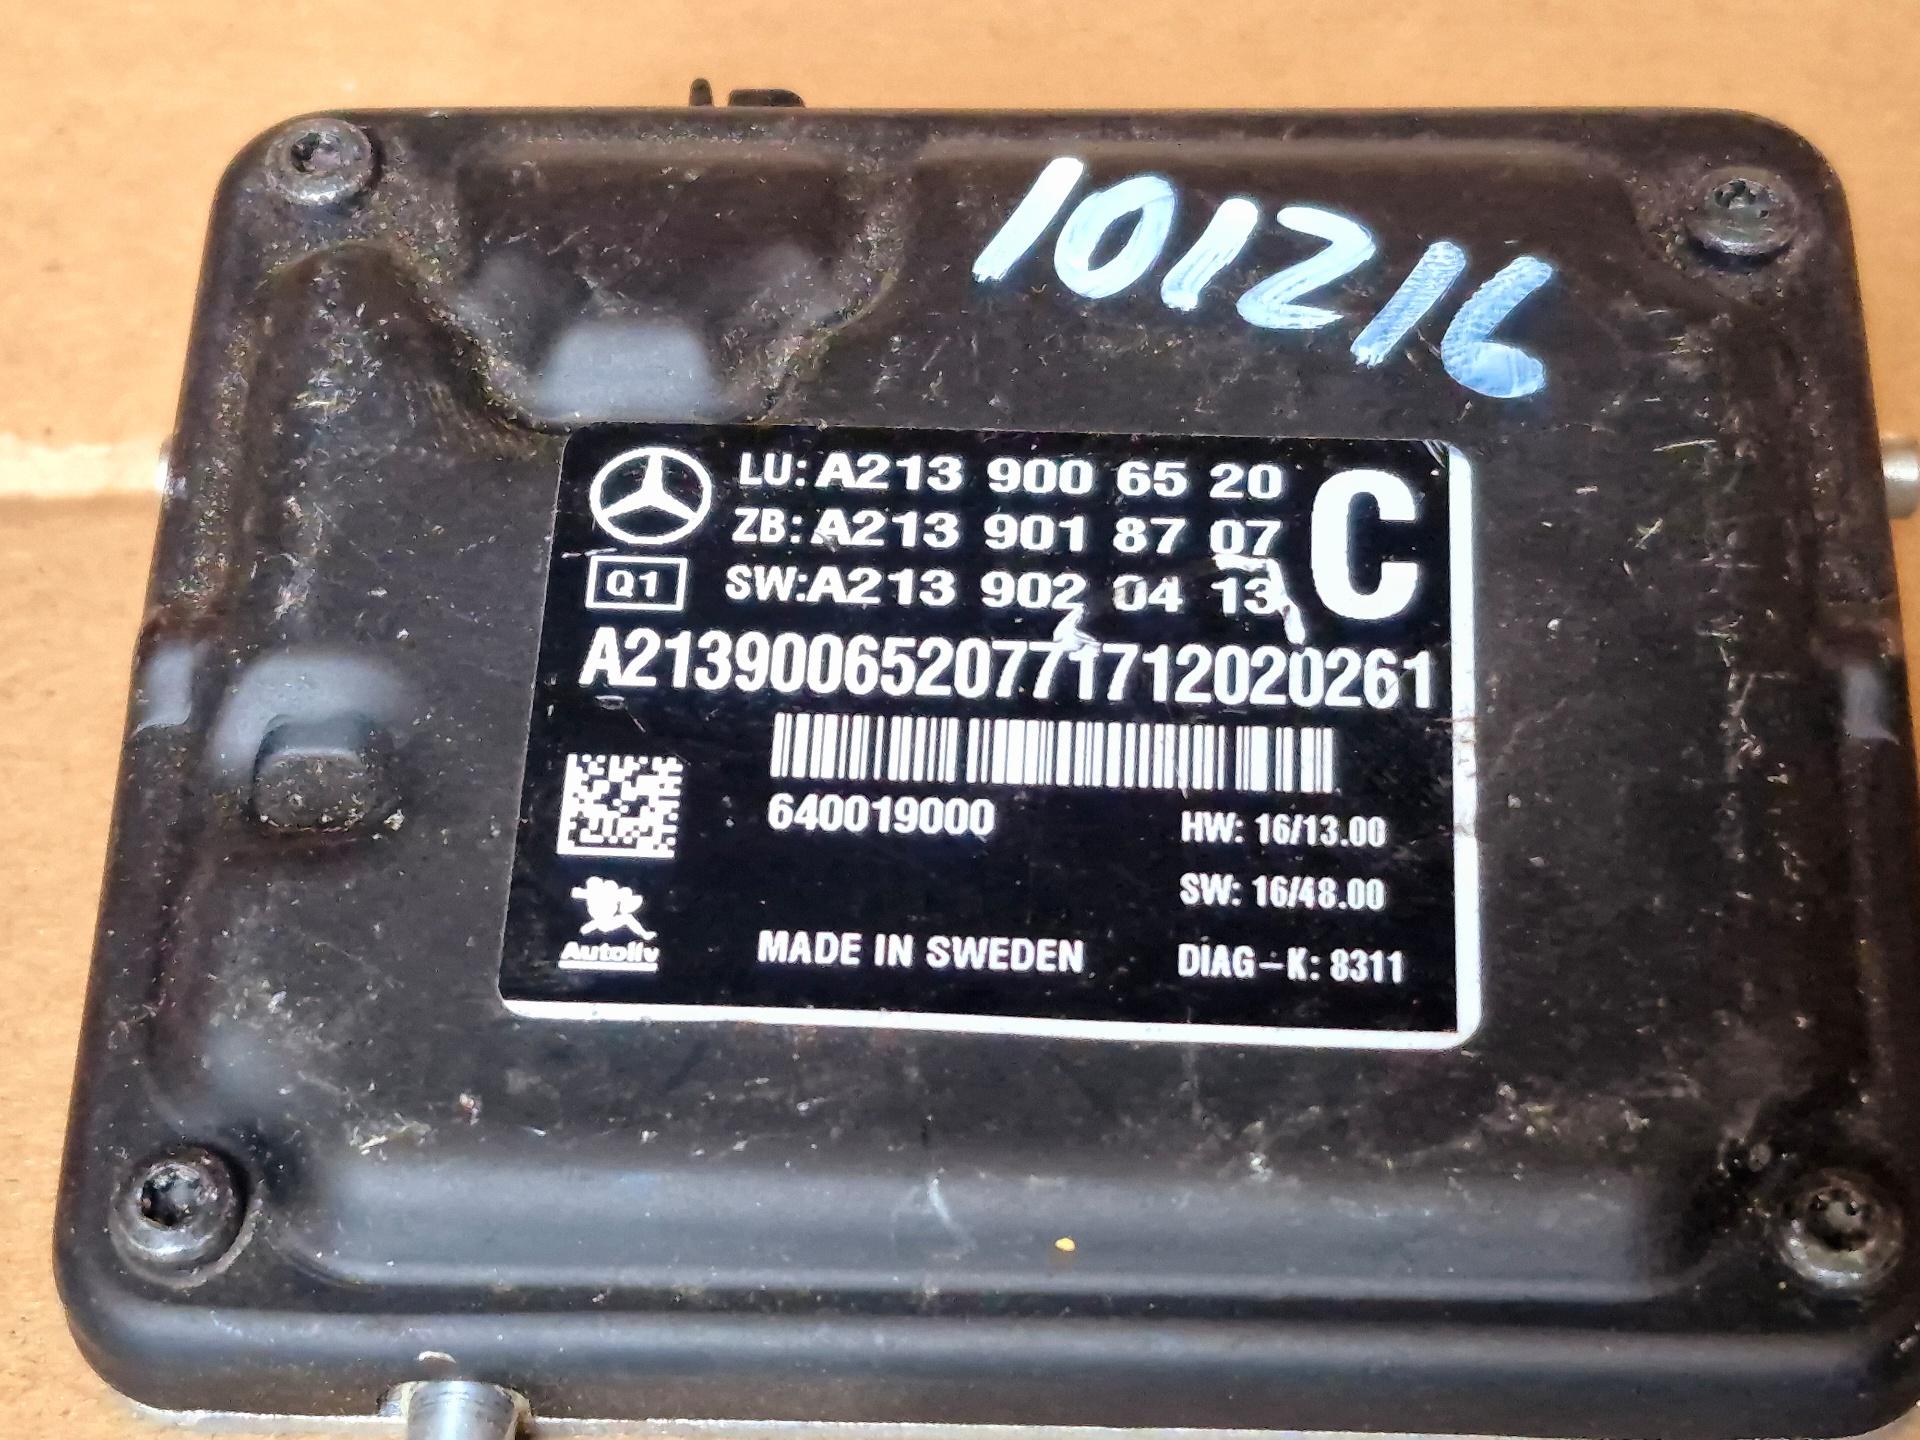 101216
LU: A213 900 65 20
ZB: A213 901 87 07
C
Q1
SW: A213 902 04 13
A2139006520771712020261
640019000
HW: 16/13.00
SW: 16/48.00
Autoliv
MADE IN SWEDEN
DIAG-K: 8311